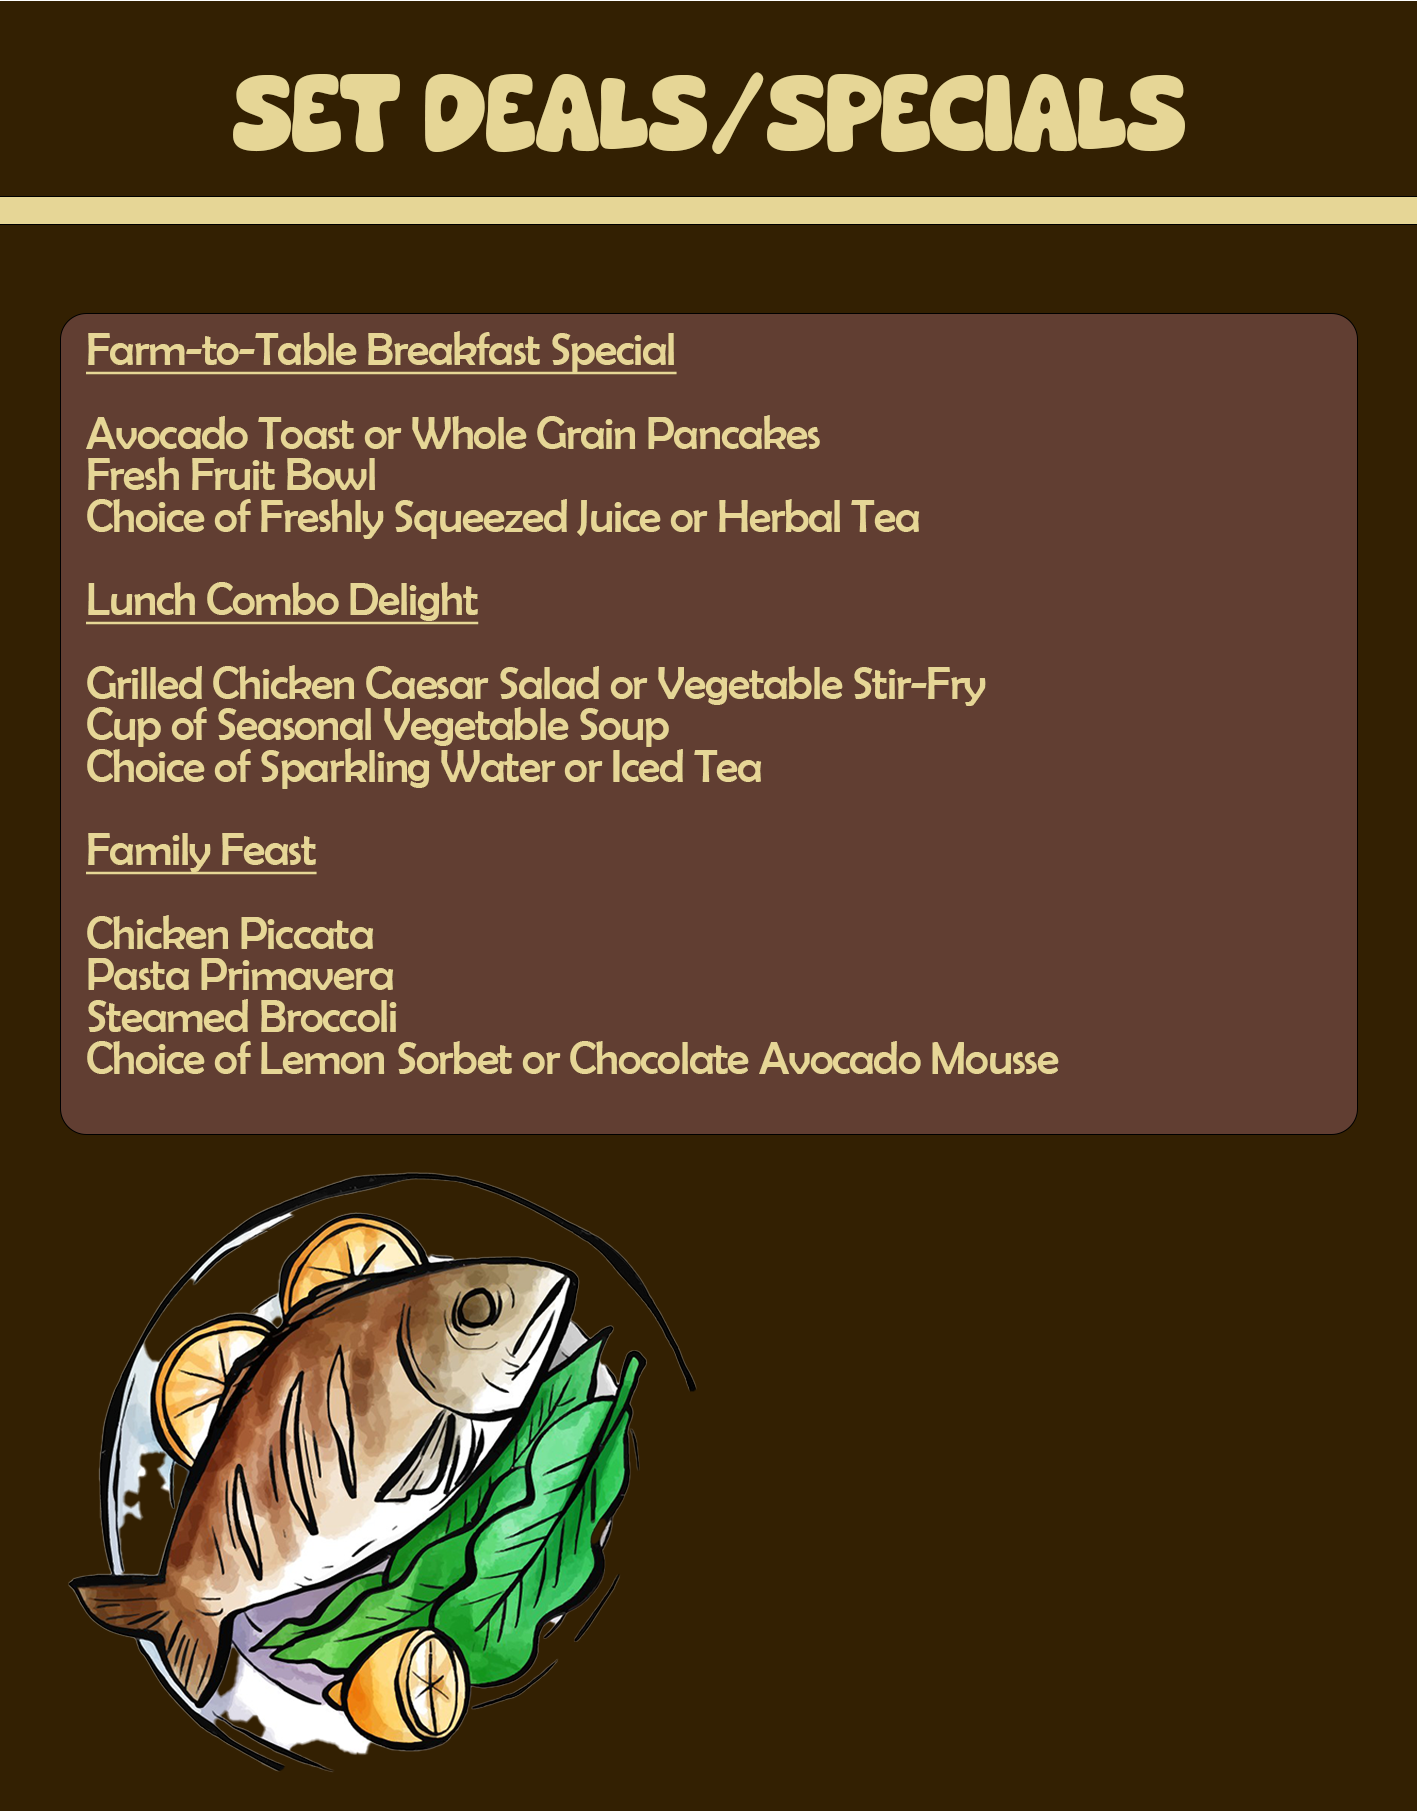 SET DEALS/SPECIALS
Farm-to-Table Breakfast Special
Avocado Toast or Whole Grain Pancakes
Fresh Fruit Bowl
Choice of Freshly Squeezed Juice or Herbal Tea
Lunch Combo Delight
Grilled Chicken Caesar Salad or Vegetable Stir-Fry
Cup of Seasonal Vegetable Soup
Choice of Sparkling Water or Iced Tea
Family Feast
Chicken Piccata
Pasta Primavera
Steamed Broccoli
Choice of Lemon Sorbet or Chocolate Avocado Mousse